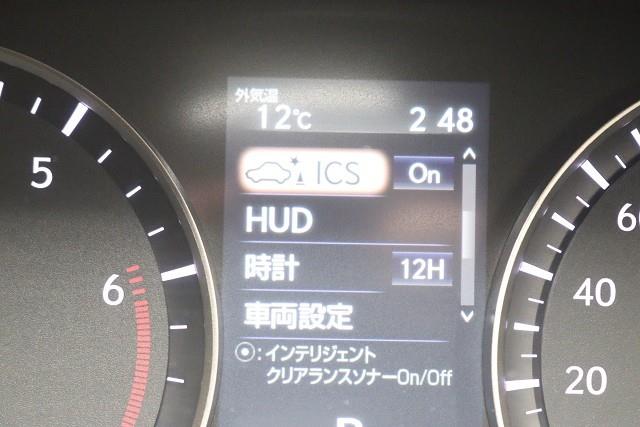 外気温
12℃ 2 48
ICS On
HUD
時計 12H
車両設定
⦿:インテリジェント
クリアランスソナーOn/Off
5
6
60
40
20